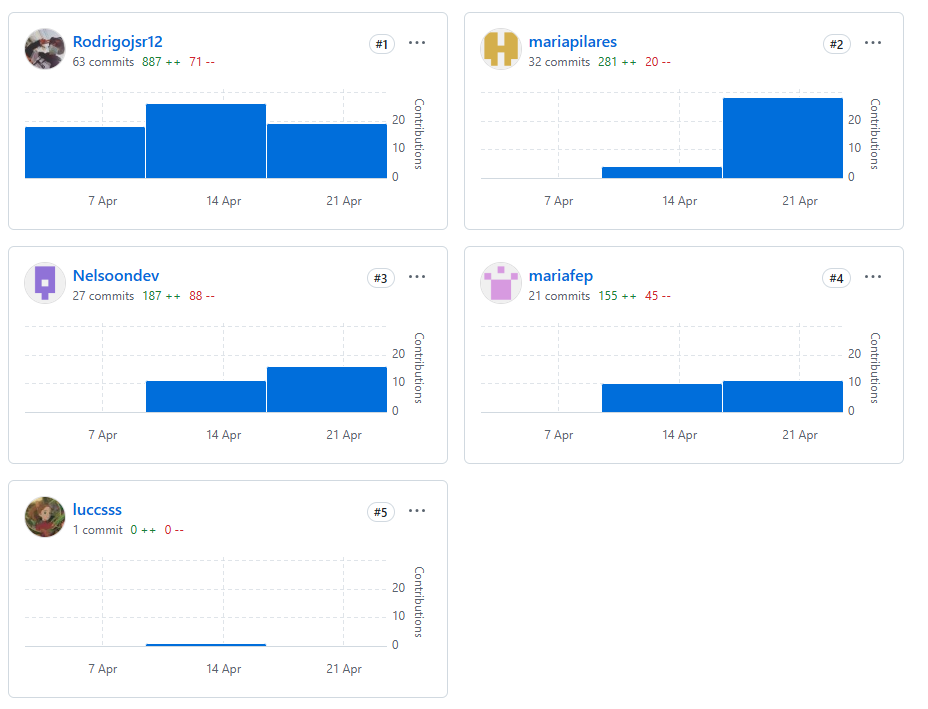 Rodrigojsr12 #1 ...
63 commits 887 ++ 71 --
Contributions
20
10
0
7 Apr 14 Apr 21 Apr
mariapilares #2 ...
32 commits 281 ++ 20 --
Contributions
20
10
0
7 Apr 14 Apr 21 Apr
Nelsoondev #3 ...
27 commits 187 ++ 88 --
Contributions
20
10
0
7 Apr 14 Apr 21 Apr
mariafep #4 ...
21 commits 155 ++ 45 --
Contributions
20
10
0
7 Apr 14 Apr 21 Apr
luccsss #5 ...
1 commit 0 ++ 0 --
Contributions
20
10
0
7 Apr 14 Apr 21 Apr